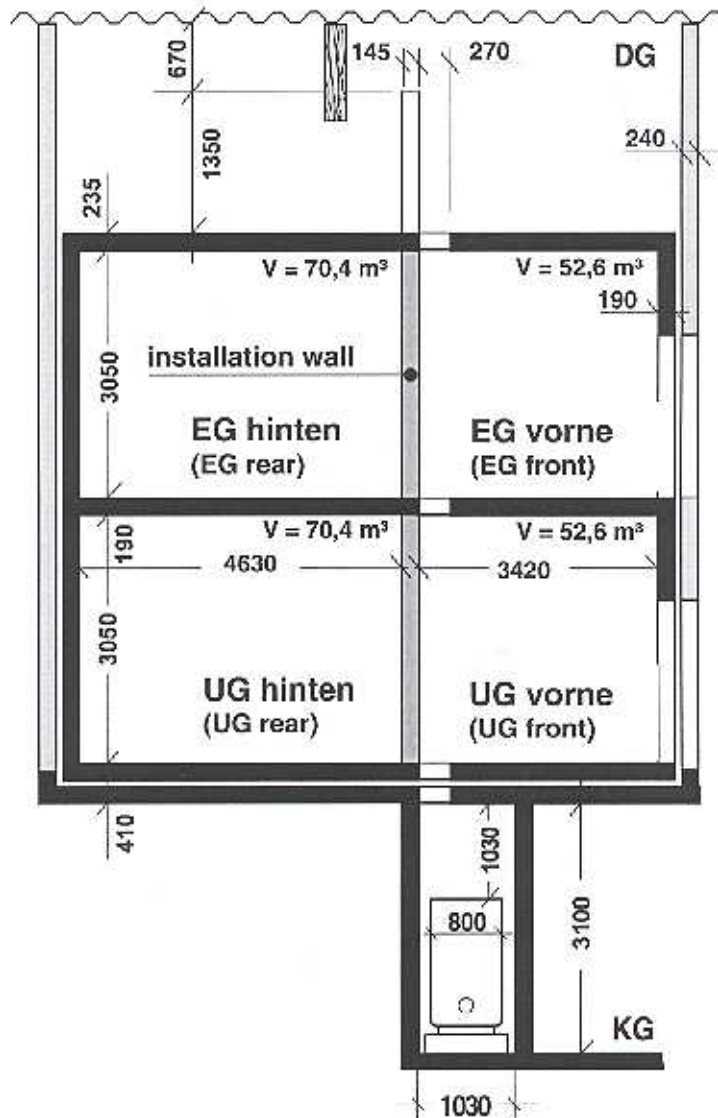 670
145
270
DG
240
1350
235
V = 70,4 m³
V = 52,6 m³
190
installation wall
3050
EG hinten
(EG rear)
EG vorne
(EG front)
V = 70,4 m³
V = 52,6 m³
190
4630
3420
3050
UG hinten
(UG rear)
UG vorne
(UG front)
410
1030
800
3100
KG
1030